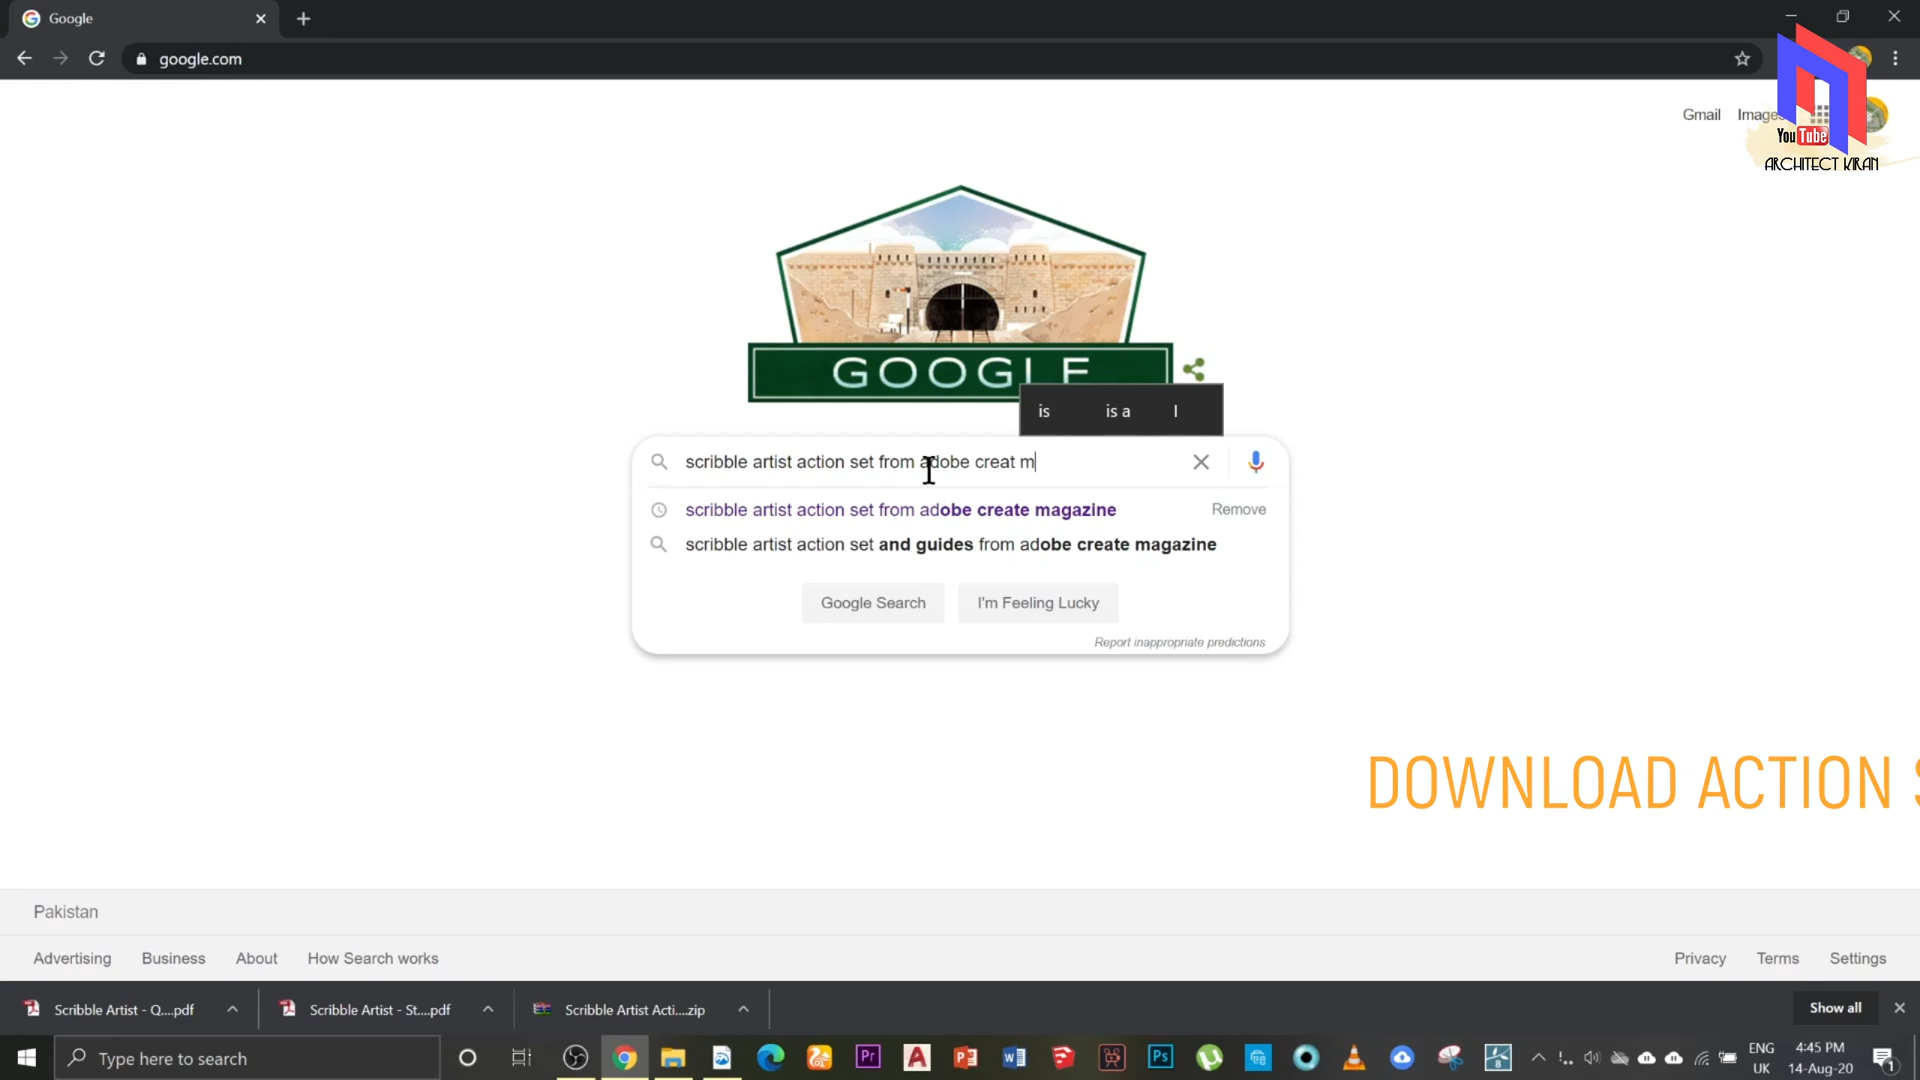 Google
google.com
Gmail
Images
You Tube
ARCHITECT KIRAN
GOOGLE
is is a I
scribble artist action set from adobe creat m
scribble artist action set from adobe create magazine
Remove
scribble artist action set and guides from adobe create magazine
Google Search
I'm Feeling Lucky
Report inappropriate predictions
DOWNLOAD ACTION S
Pakistan
Advertising
Business
About
How Search works
Privacy
Terms
Settings
Scribble Artist - Q....pdf
Scribble Artist - St....pdf
Scribble Artist Acti....zip
Show all
Type here to search
Pr
Ps
ENG
UK
4:45 PM
14-Aug-20
1